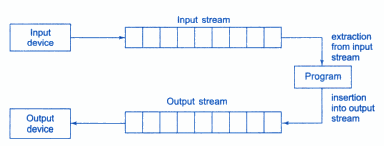 Input stream
Input
device
extraction
from input
stream
Program
Output stream
insertion
into output
stream
Output
device